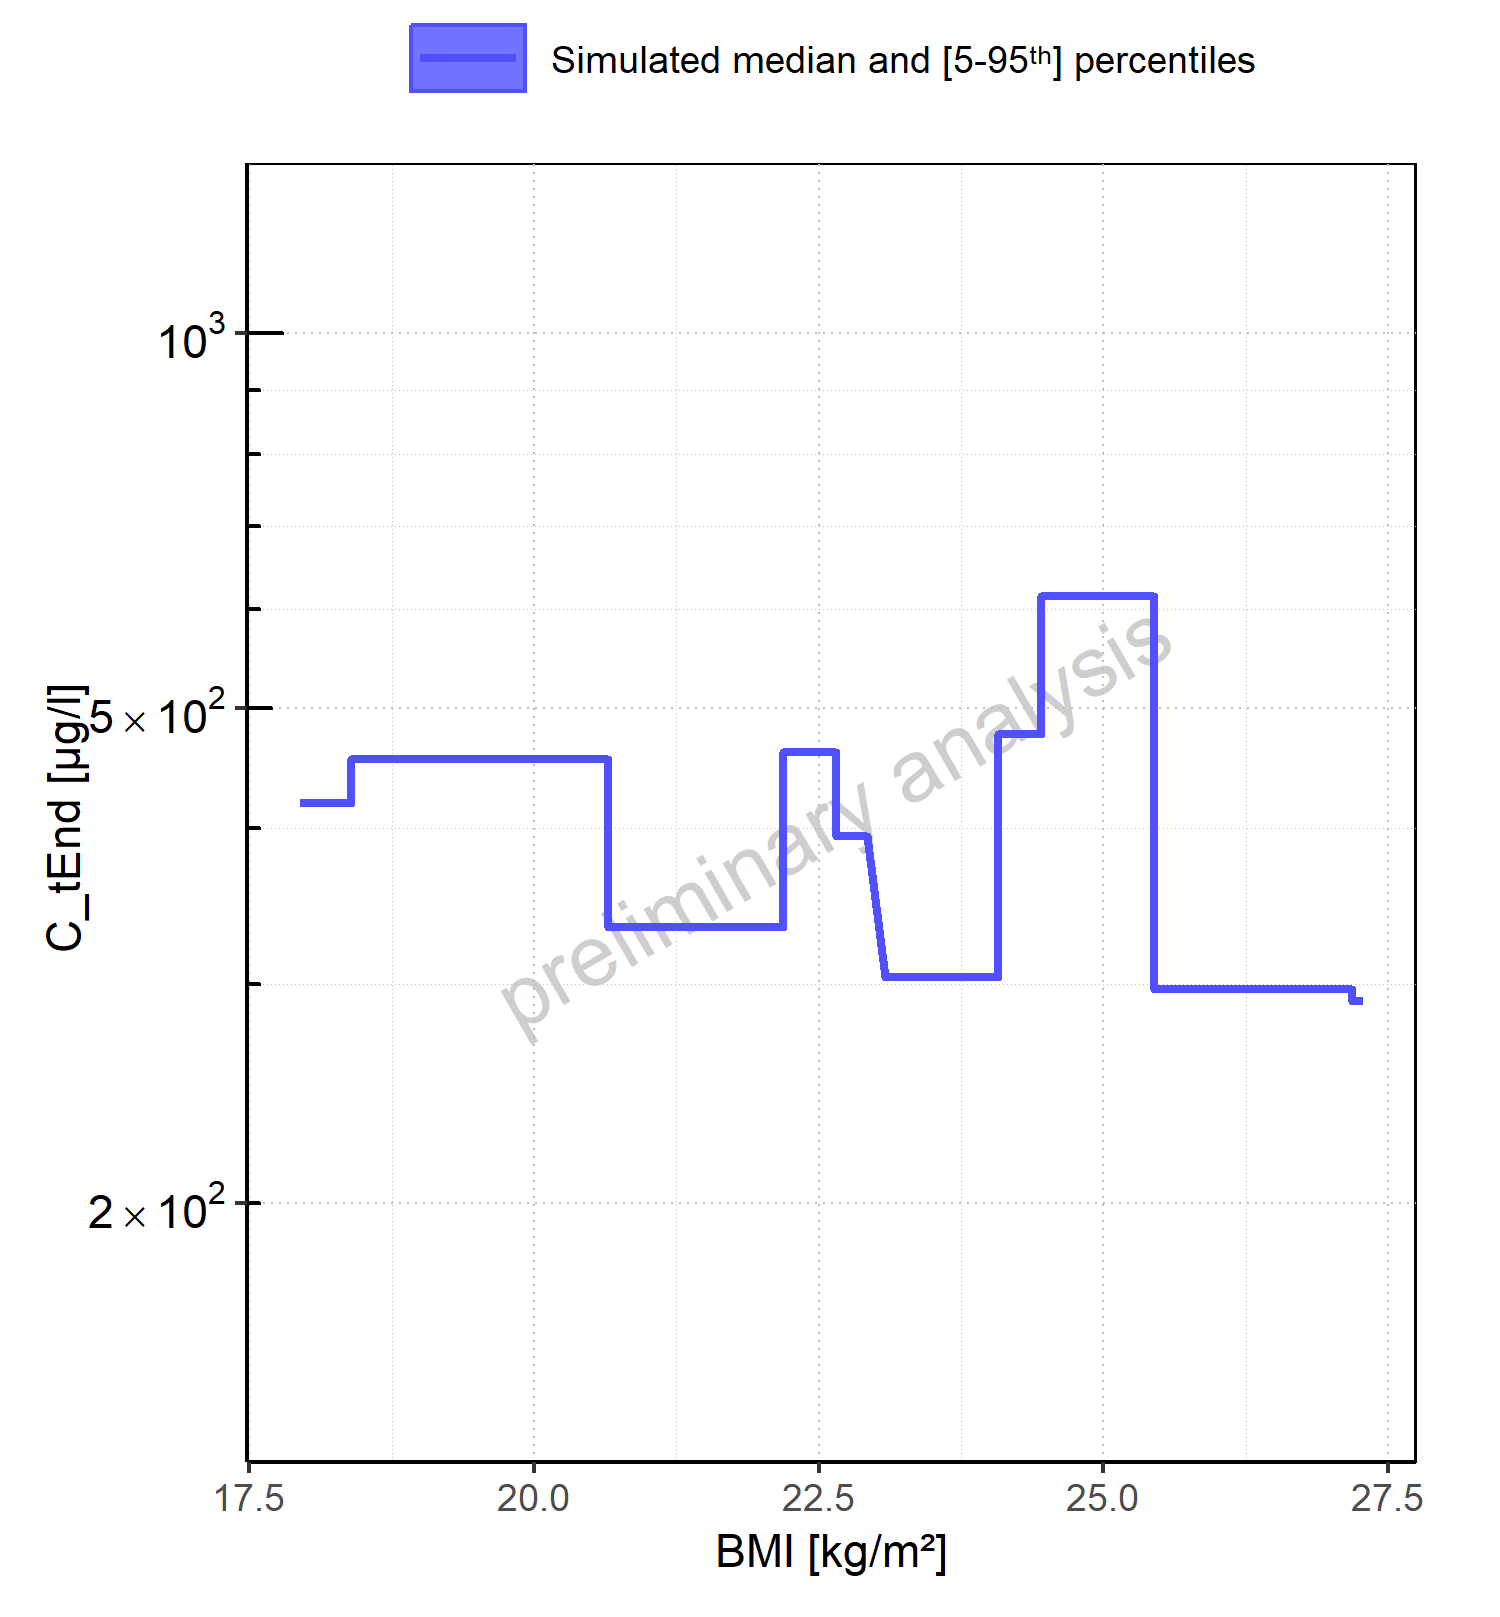 Simulated median and [5-95ᵗʰ] percentiles
10³
5 × 10²
2 × 10²
C_tEnd [µg/l]
preliminary analysis
17.5 20.0 22.5 25.0 27.5
BMI [kg/m²]